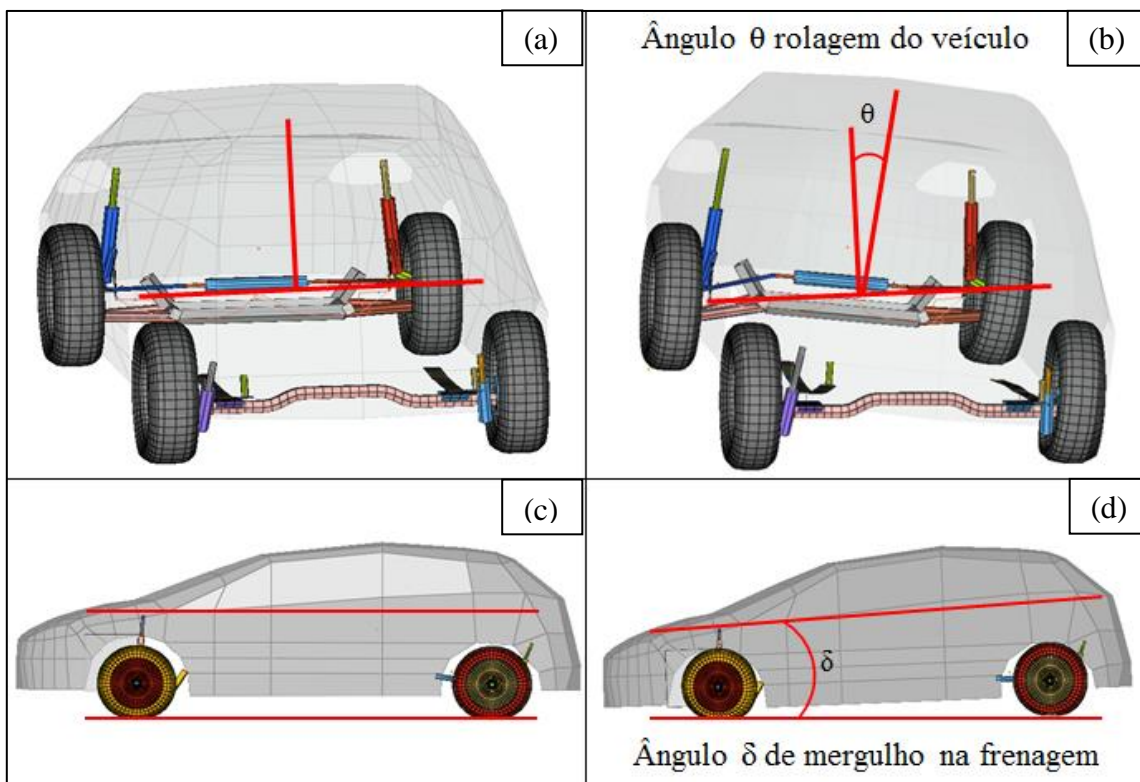 (a)
Ângulo θ rolagem do veículo
(b)
θ
(c)
(d)
δ
Ângulo δ de mergulho na frenagem